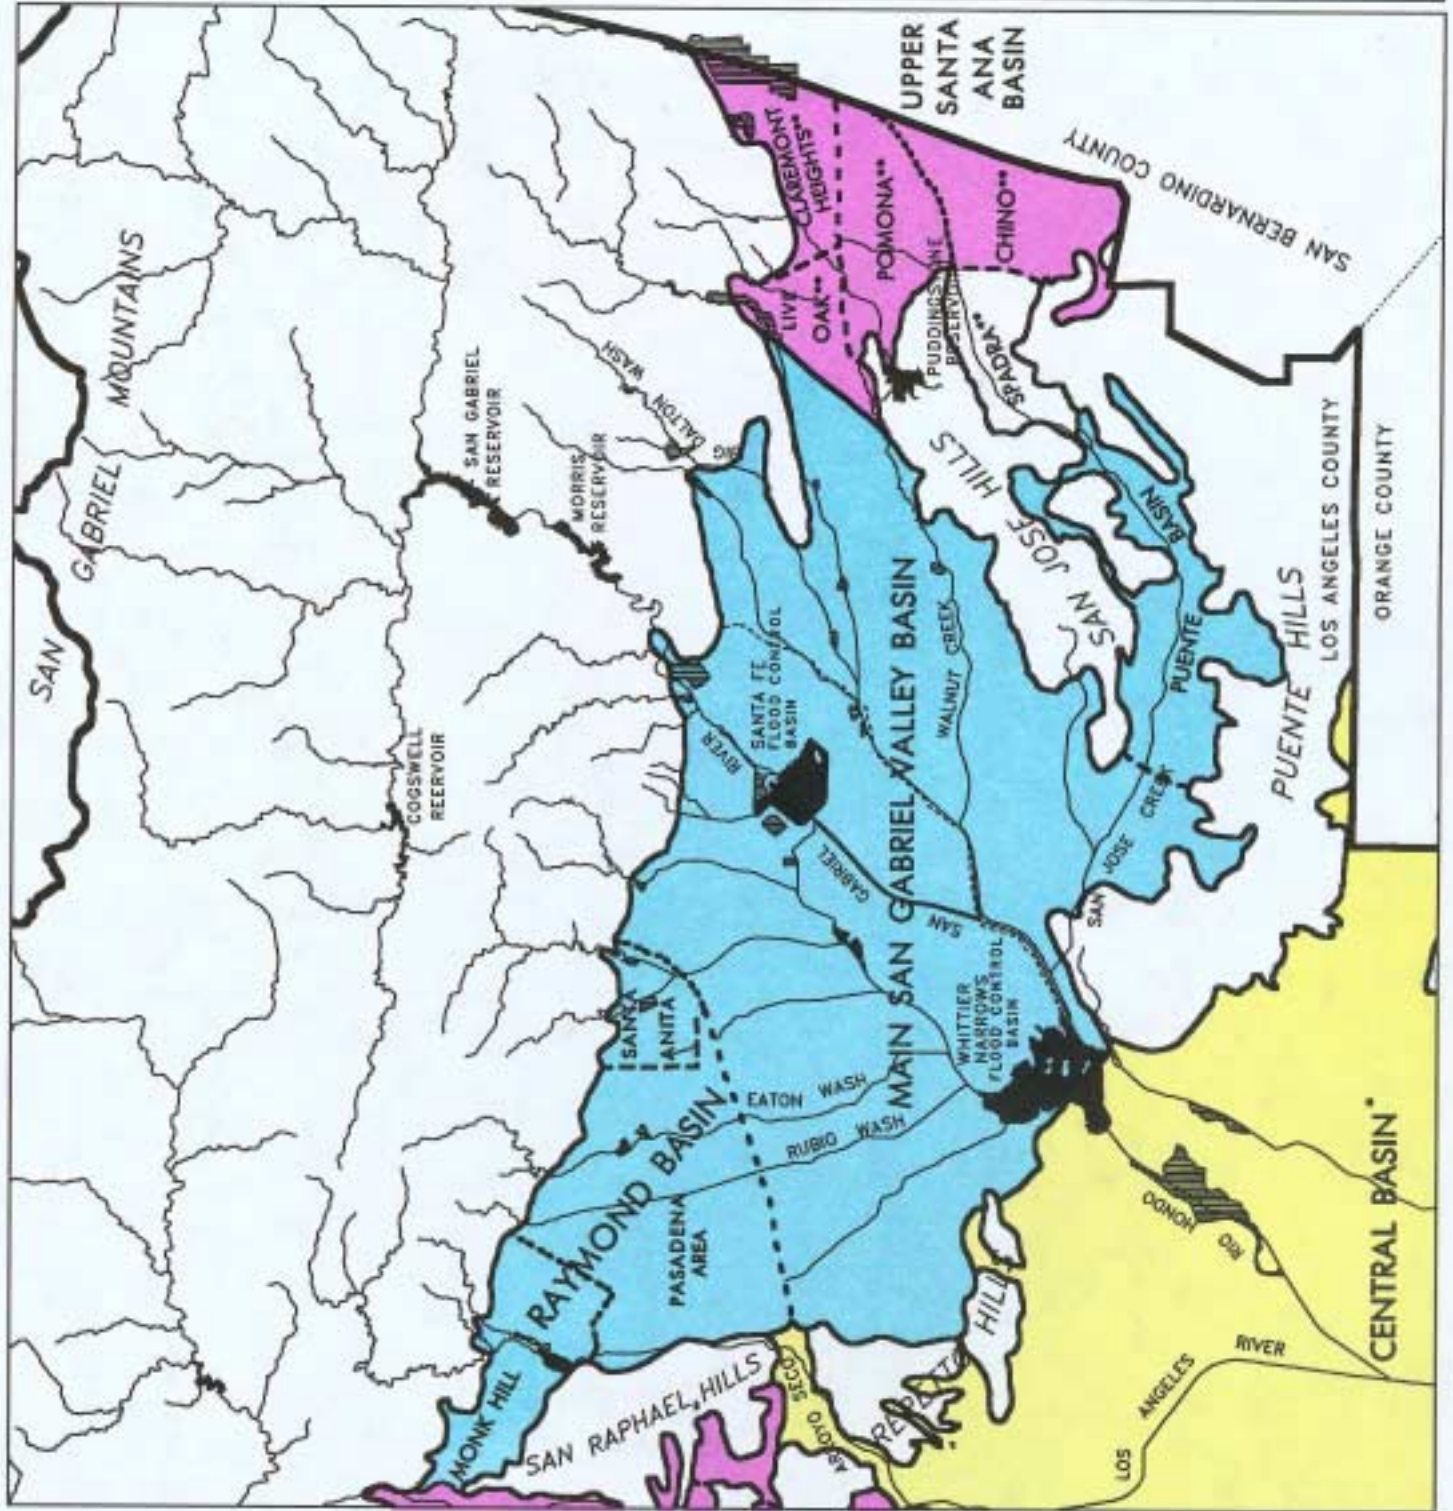 SAN
GABRIEL
MOUNTAINS
COGSWELL
REERVOIR
SAN GABRIEL
RESERVOIR
MORRIS
RESERVOIR
BIG DALTON WASH
UPPER
SANTA
ANA
BASIN
CLAREMONT
HEIGHTS**
LIVE
OAK**
POMONA**
CHINO**
PUDDINGSTONE
RESERVOIR
SPADRA**
SAN BERNARDINO COUNTY
SAN JOSE HILLS
PUENTE BASIN
PUENTE HILLS
LOS ANGELES COUNTY
ORANGE COUNTY
SANTA FE
FLOOD CONTROL
BASIN
SAN GABRIEL RIVER
WALNUT CREEK
MAIN SAN GABRIEL VALLEY BASIN
SAN JOSE CREEK
WHITTIER
NARROWS
FLOOD CONTROL
BASIN
SANTA
ANITA
EATON WASH
RUBIO WASH
RAYMOND BASIN
PASADENA
AREA
MONK HILL
SAN RAPHAEL HILLS
ARROYO SECO
REPETTO HILL
RIO HONDO
LOS ANGELES RIVER
CENTRAL BASIN*